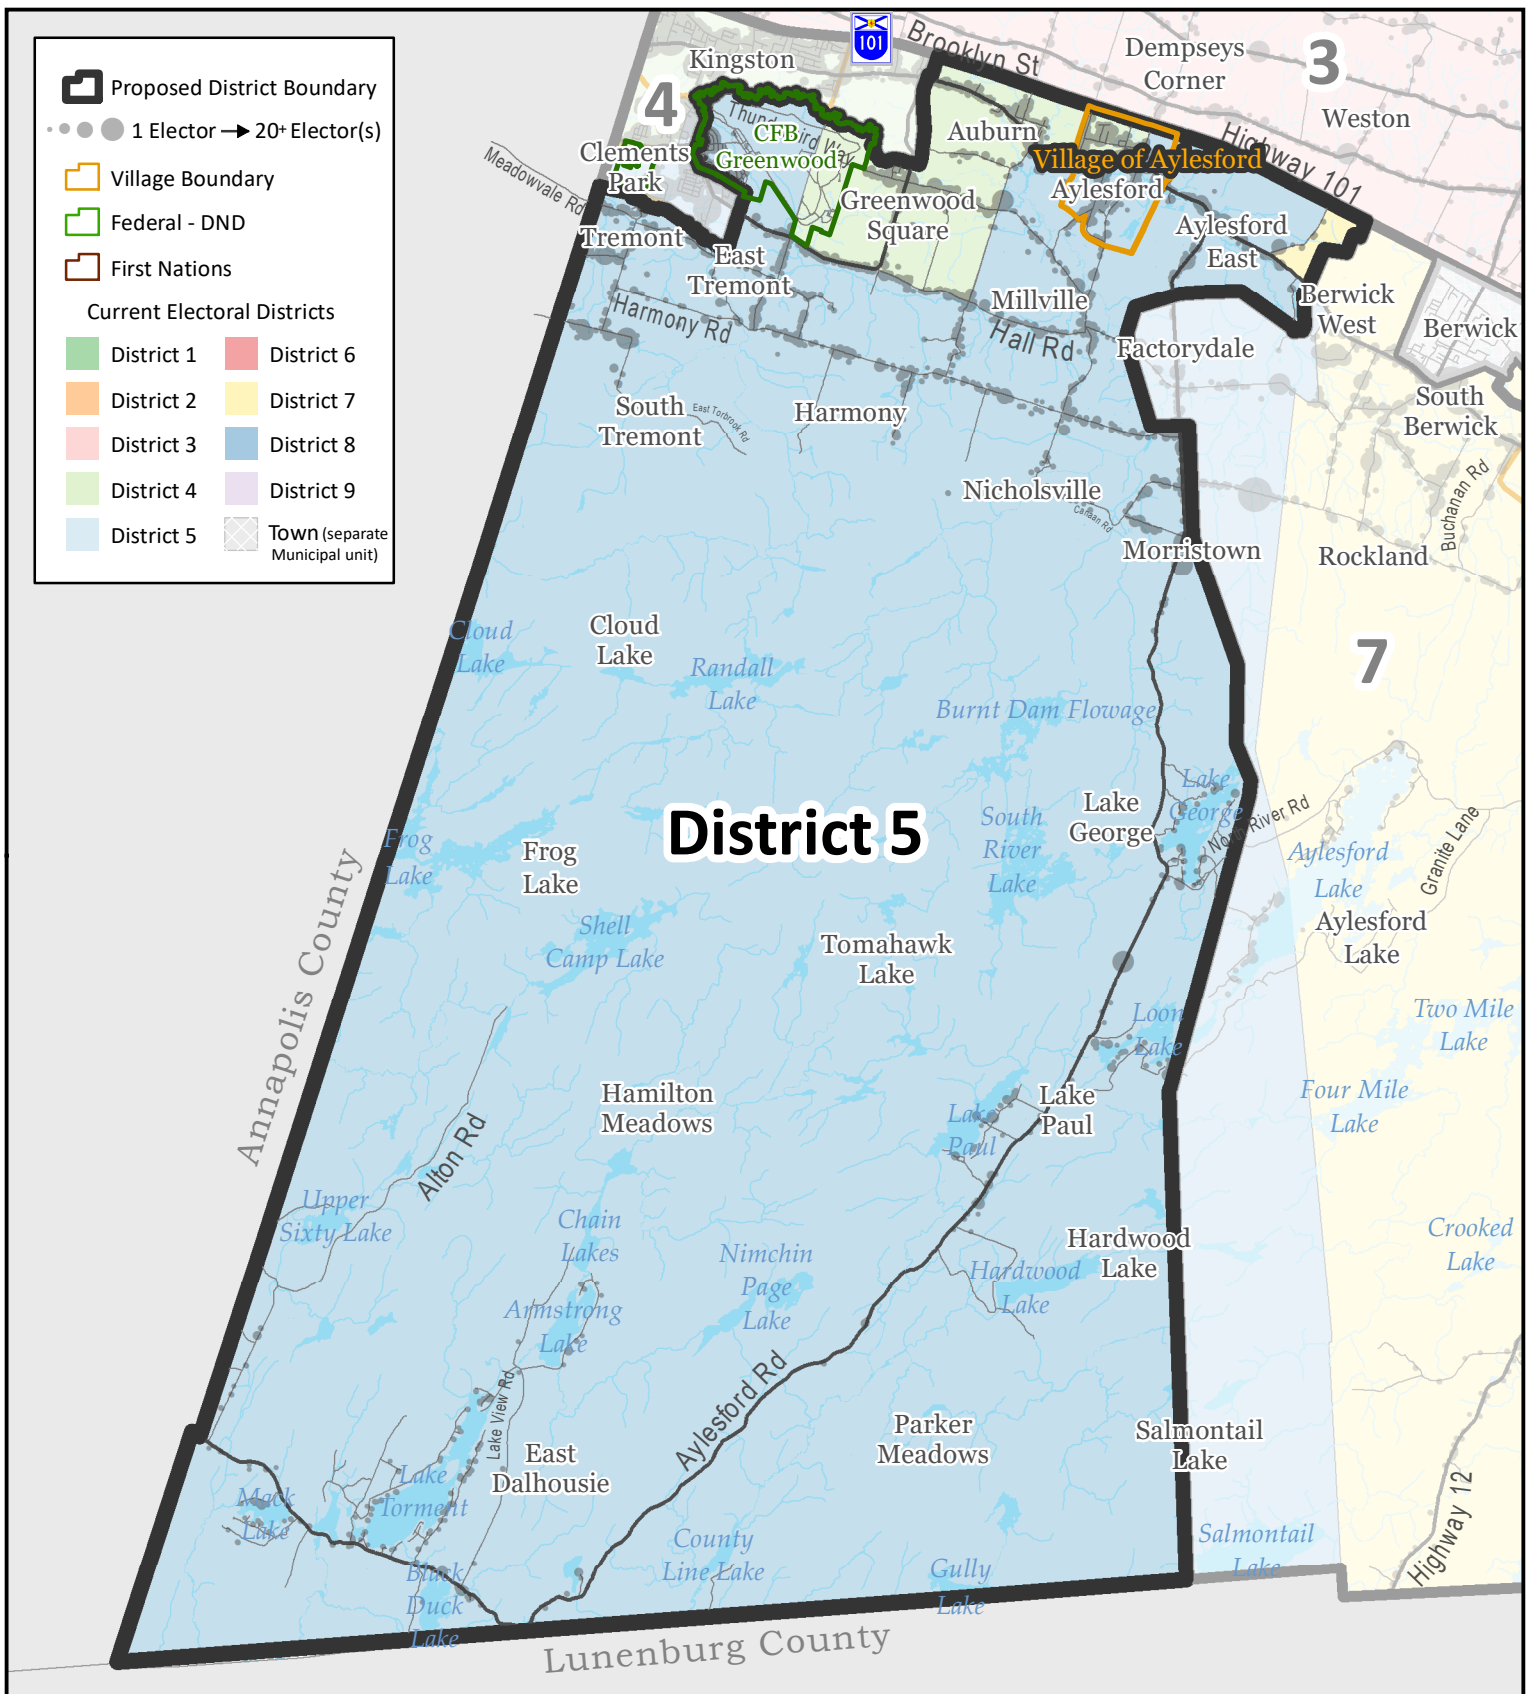 Proposed District Boundary
1 Elector → 20+ Elector(s)
Village Boundary
Federal - DND
First Nations
Current Electoral Districts
District 1
District 6
District 2
District 7
District 3
District 8
District 4
District 9
District 5
Town (separate
Municipal unit)
101
Brooklyn St
Kingston
Dempseys
Corner
3
4
Weston
Thunderbird Way
CFB
Greenwood
Auburn
Highway 101
Clements
Park
Meadowvale Rd
Village of Aylesford
Aylesford
Greenwood
Square
Tremont
Aylesford
East
East
Tremont
Millville
Berwick
West
Harmony Rd
Hall Rd
Berwick
Factorydale
South
Tremont
East Torbrook Rd
Harmony
South
Berwick
Nicholsville
Canaan Rd
Buchanan Rd
Morristown
Rockland
Cloud
Lake
Cloud
Lake
Randall
Lake
7
Burnt Dam Flowage
Lake
George
Lake
George
North River Rd
District 5
South
River
Lake
Frog
Lake
Frog
Lake
Aylesford
Lake
Granite Lane
Aylesford
Lake
Annapolis County
Shell
Camp Lake
Tomahawk
Lake
Loon
Lake
Two Mile
Lake
Hamilton
Meadows
Lake
Paul
Lake
Paul
Four Mile
Lake
Alton Rd
Upper
Sixty Lake
Chain
Lakes
Nimchin
Page
Lake
Hardwood
Lake
Hardwood
Lake
Crooked
Lake
Armstrong
Lake
Lake View Rd
Aylesford Rd
Parker
Meadows
Salmontail
Lake
East
Dalhousie
Lake
Torment
Mack
Lake
Highway 12
County
Line Lake
Salmontail
Lake
Black
Duck
Lake
Gully
Lake
Lunenburg County